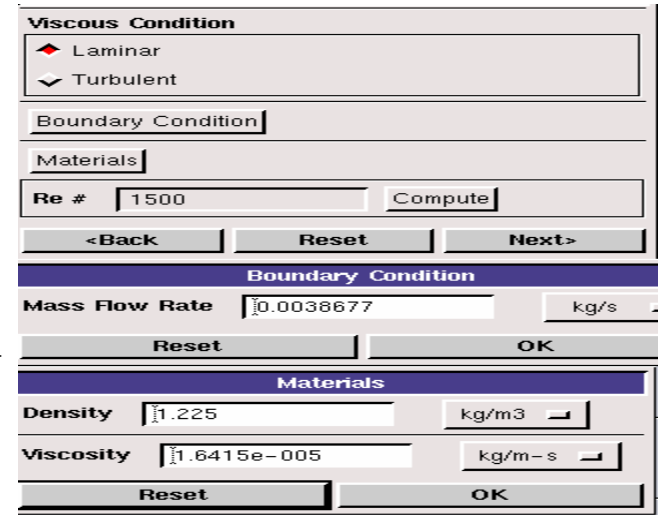 Viscous Condition
Laminar
Turbulent
Boundary Condition
Materials
Re # 1500 Compute
<Back Reset Next>
Boundary Condition
Mass Flow Rate 0.0038677 kg/s
Reset OK
Materials
Density 1.225 kg/m3
Viscosity 1.6415e-005 kg/m-s
Reset OK